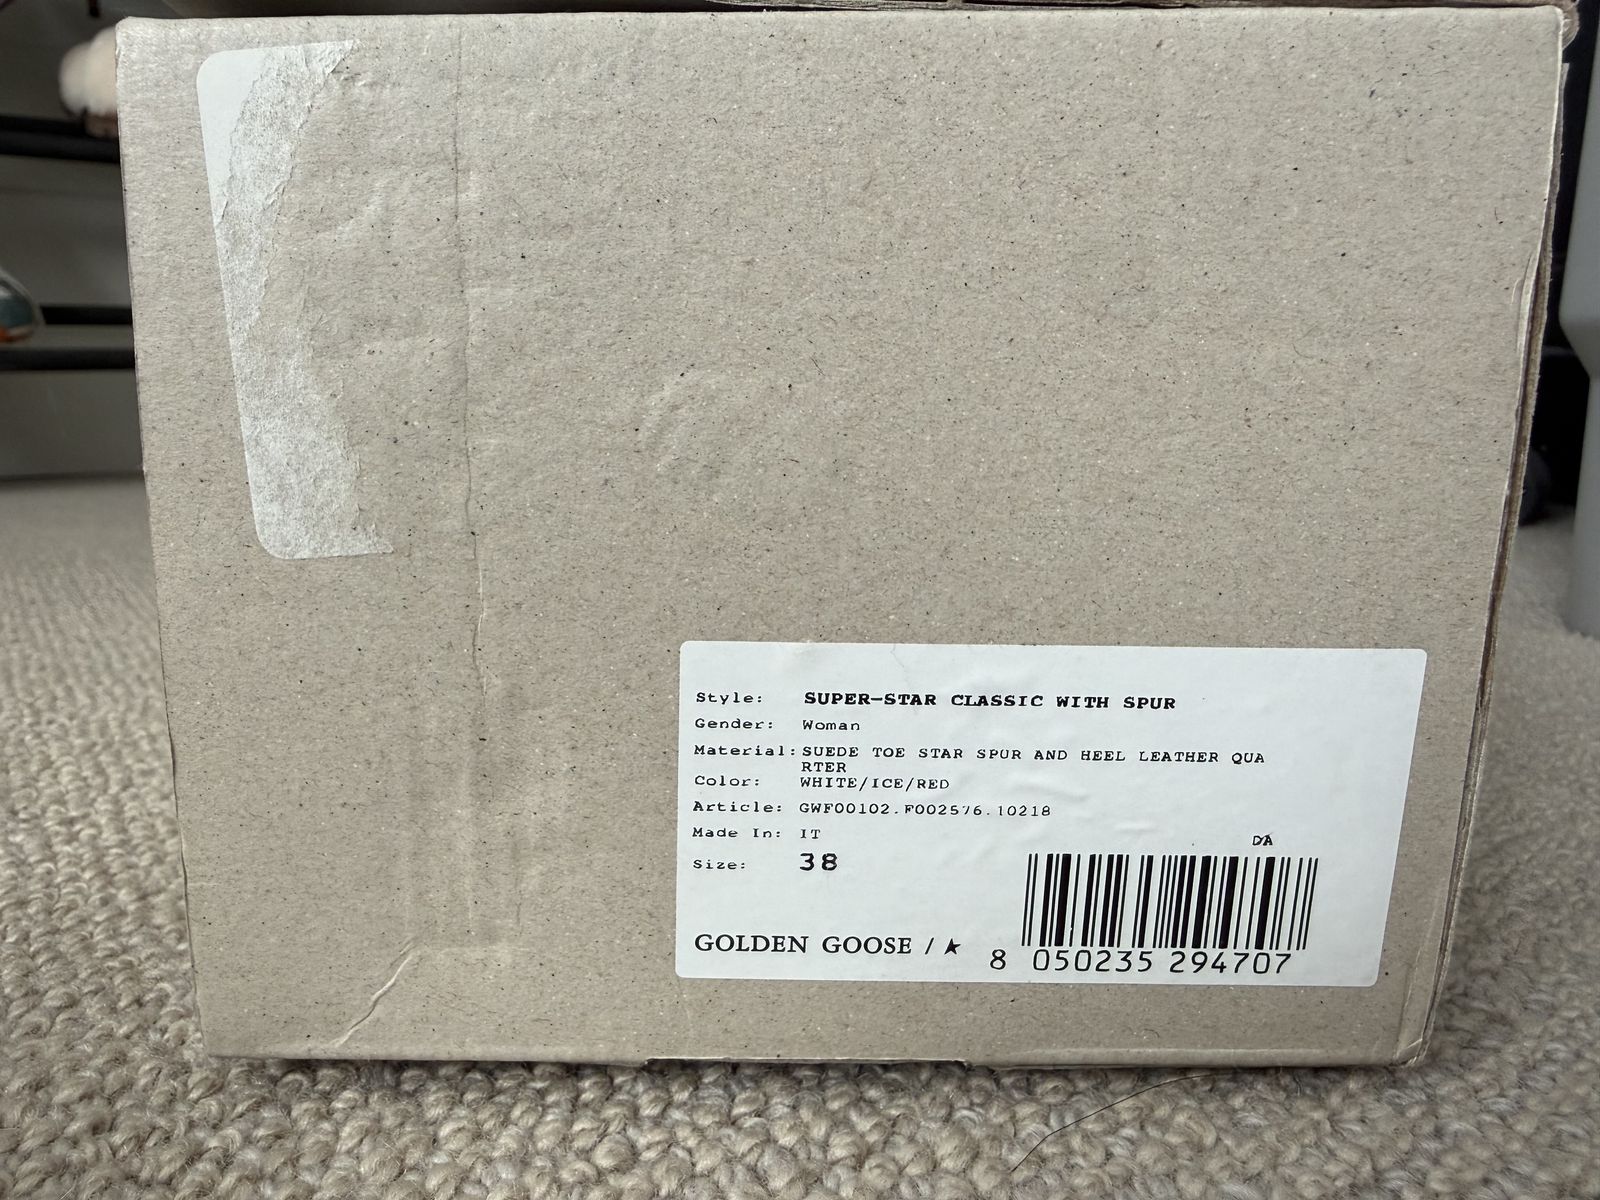 Style: SUPER-STAR CLASSIC WITH SPUR
Gender: Woman
Material: SUEDE TOE STAR SPUR AND HEEL LEATHER QUA
RTER
Color: WHITE/ICE/RED
Article: GWF00102.F002576.10218
Made In: IT
DA
Size: 38
GOLDEN GOOSE / ★
8 050235 294707